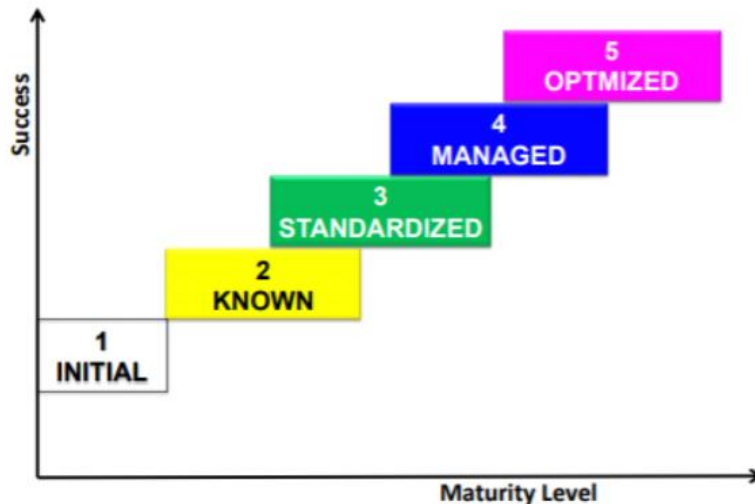 Success
5
OPTMIZED
4
MANAGED
3
STANDARDIZED
2
KNOWN
1
INITIAL
Maturity Level